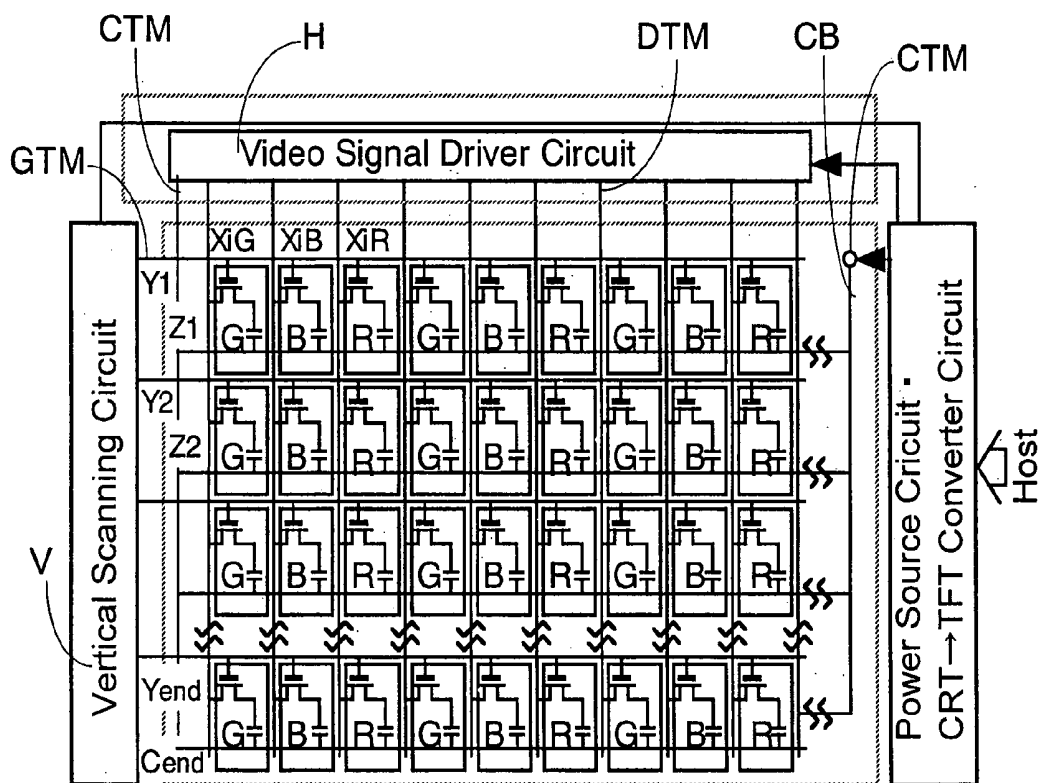 CTM H DTM CB CTM
Video Signal Driver Circuit
GTM
XiG XiB XiR
Y1
Z1 G B R G B R G B R
Y2
Z2 G B R G B R G B R
G B R G B R G B R
V
Yend
G B R G B R G B R
Cend
Vertical Scanning Circuit
Power Source Cricuit・
CRT→TFT Converter Circuit
Host